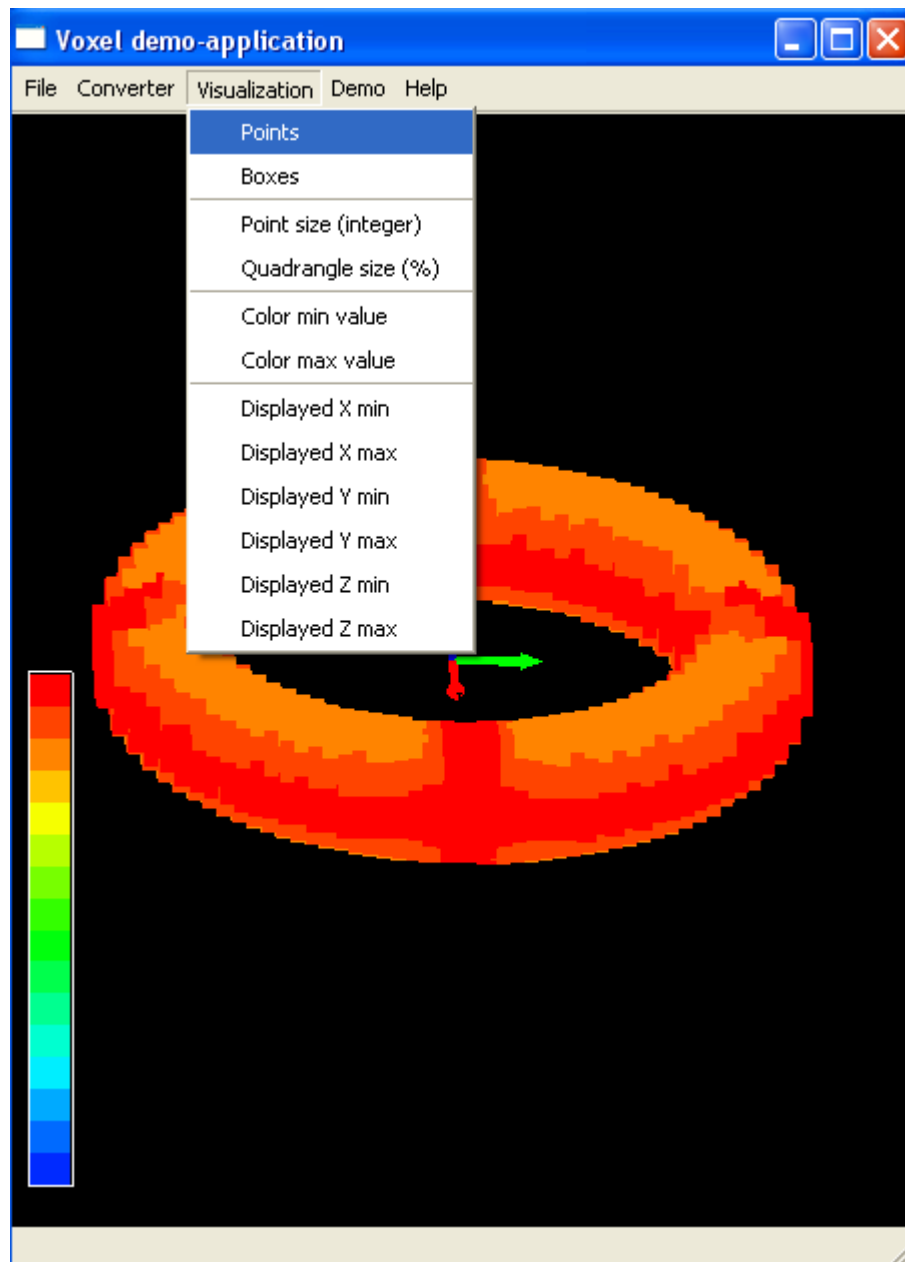 Voxel demo-application
File Converter Visualization Demo Help
Points
Boxes
Point size (integer)
Quadrangle size (%)
Color min value
Color max value
Displayed X min
Displayed X max
Displayed Y min
Displayed Y max
Displayed Z min
Displayed Z max